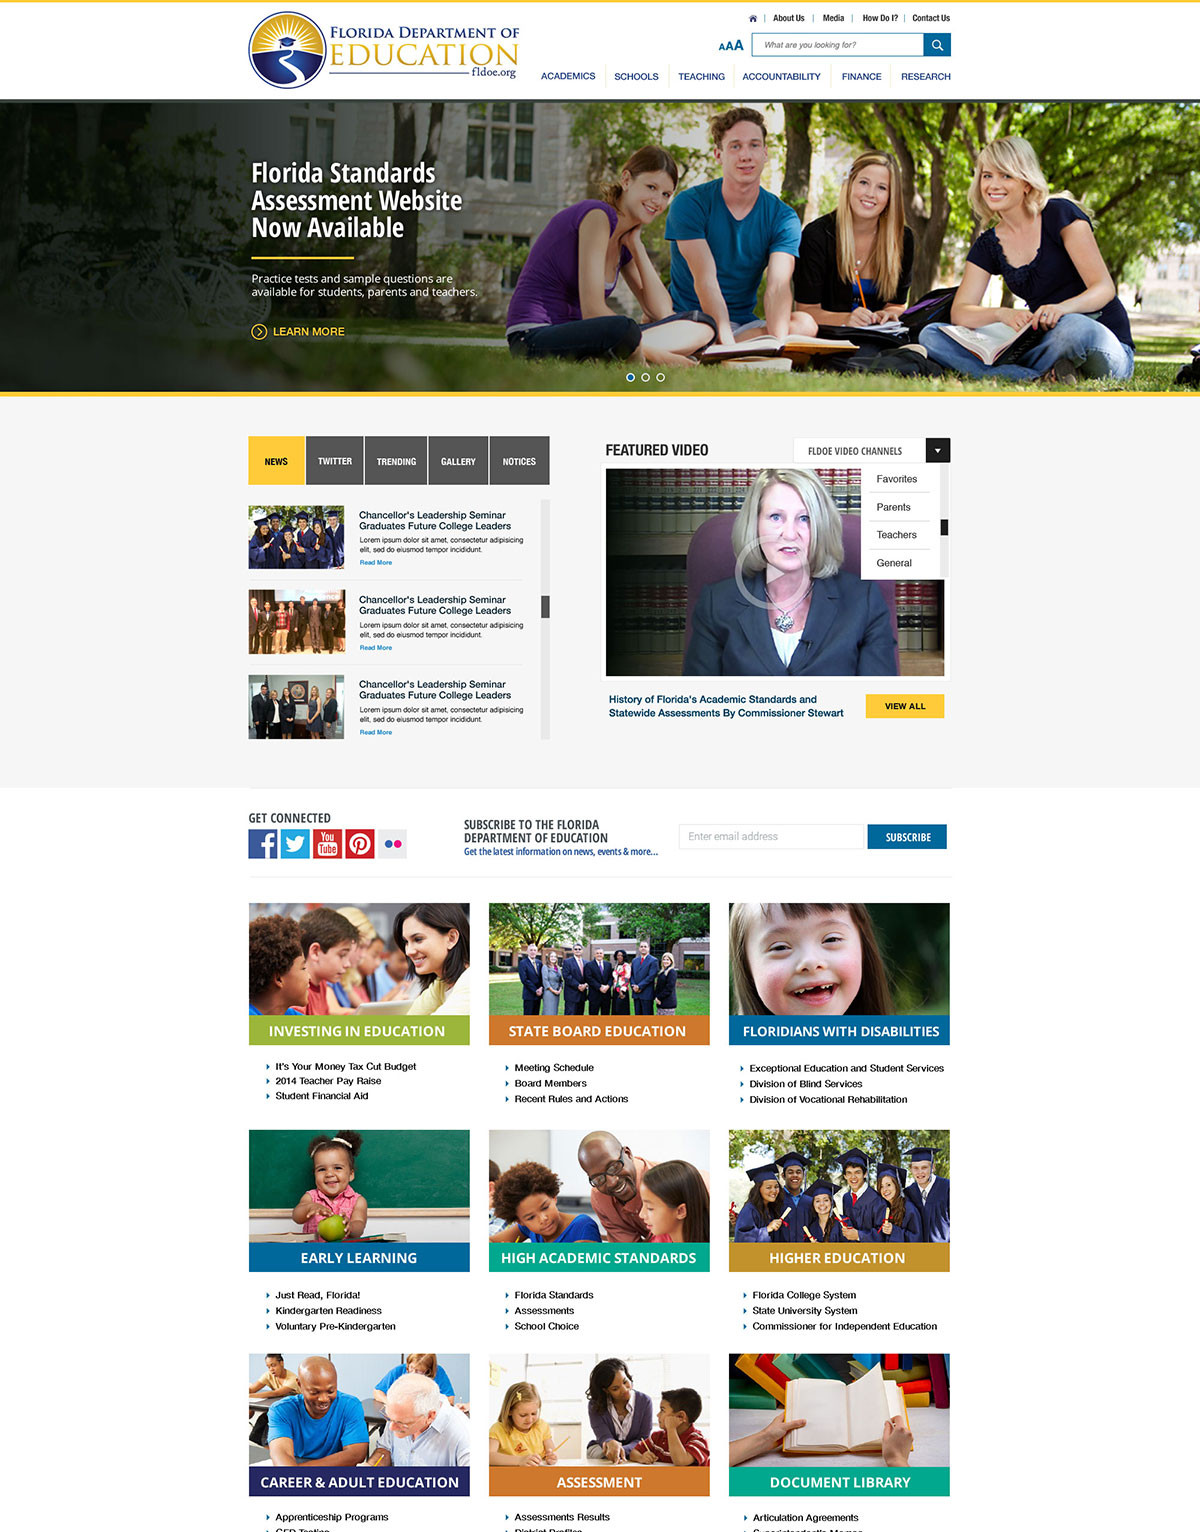 About Us
Media
How Do I?
Contact Us
FLORIDA DEPARTMENT OF
EDUCATION
fldoe.org
AAA
What are you looking for?
ACADEMICS
SCHOOLS
TEACHING
ACCOUNTABILITY
FINANCE
RESEARCH
Florida Standards
Assessment Website
Now Available
Practice tests and sample questions are
available for students, parents and teachers.
LEARN MORE
NEWS
TWITTER
TRENDING
GALLERY
NOTICES
Chancellor's Leadership Seminar
Graduates Future College Leaders
Lorem ipsum dolor sit amet, consectetur adipisicing
elit, sed do eiusmod tempor incididunt.
Read More
Chancellor's Leadership Seminar
Graduates Future College Leaders
Lorem ipsum dolor sit amet, consectetur adipisicing
elit, sed do eiusmod tempor incididunt.
Read More
Chancellor's Leadership Seminar
Graduates Future College Leaders
Lorem ipsum dolor sit amet, consectetur adipisicing
elit, sed do eiusmod tempor incididunt.
Read More
FEATURED VIDEO
FLDOE VIDEO CHANNELS
Favorites
Parents
Teachers
General
History of Florida's Academic Standards and
Statewide Assessments By Commissioner Stewart
VIEW ALL
GET CONNECTED
You
Tube
SUBSCRIBE TO THE FLORIDA
DEPARTMENT OF EDUCATION
Get the latest information on news, events & more...
Enter email address
SUBSCRIBE
INVESTING IN EDUCATION
It's Your Money Tax Cut Budget
2014 Teacher Pay Raise
Student Financial Aid
STATE BOARD EDUCATION
Meeting Schedule
Board Members
Recent Rules and Actions
FLORIDIANS WITH DISABILITIES
Exceptional Education and Student Services
Division of Blind Services
Division of Vocational Rehabilitation
EARLY LEARNING
Just Read, Florida!
Kindergarten Readiness
Voluntary Pre-Kindergarten
HIGH ACADEMIC STANDARDS
Florida Standards
Assessments
School Choice
HIGHER EDUCATION
Florida College System
State University System
Commissioner for Independent Education
CAREER & ADULT EDUCATION
Apprenticeship Programs
GED Testing
ASSESSMENT
Assessments Results
District Profiles
DOCUMENT LIBRARY
Articulation Agreements
Superintendent's Memos